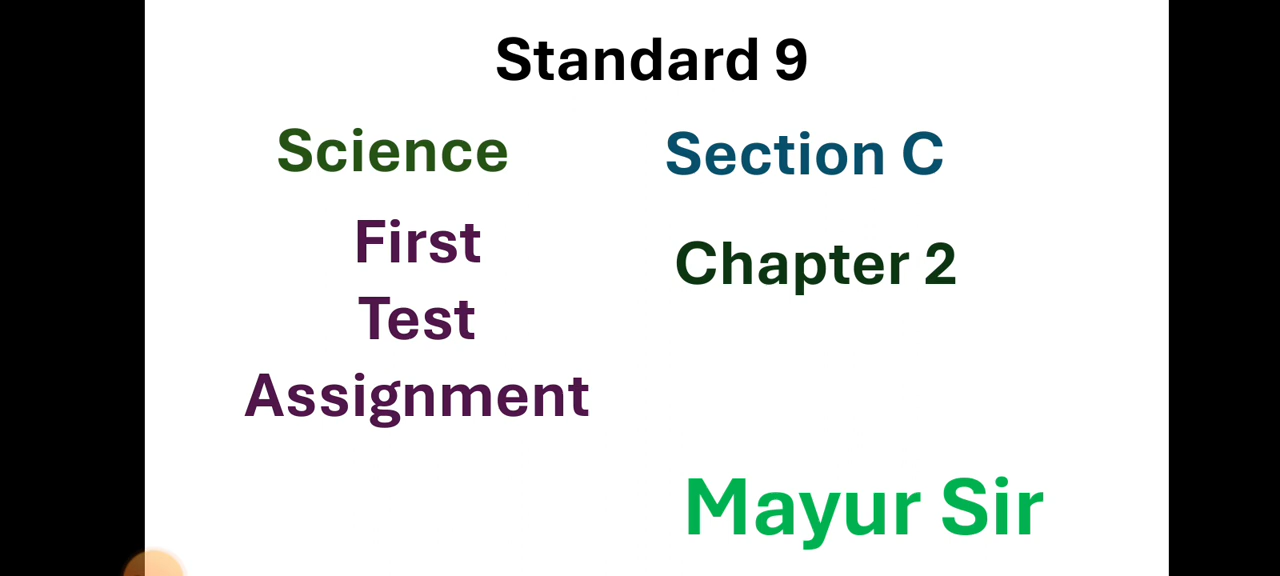 Standard 9
Science
Section C
First
Test
Assignment
Chapter 2
Mayur Sir